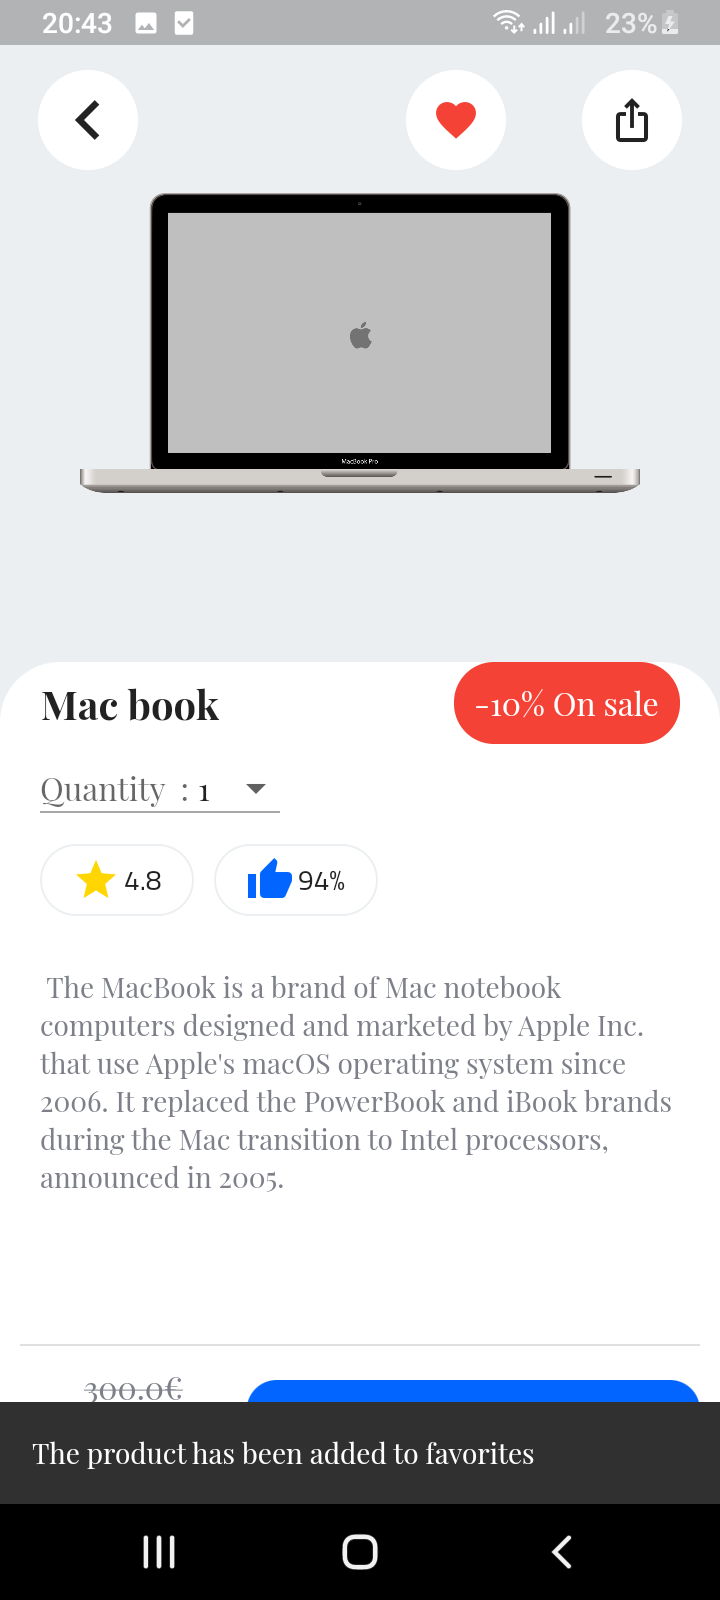 20:43 23%
MacBook Pro
Mac book
-10% On sale
Quantity : 1
4.8 94%
The MacBook is a brand of Mac notebook
computers designed and marketed by Apple Inc.
that use Apple's macOS operating system since
2006. It replaced the PowerBook and iBook brands
during the Mac transition to Intel processors,
announced in 2005.
300.0€
The product has been added to favorites